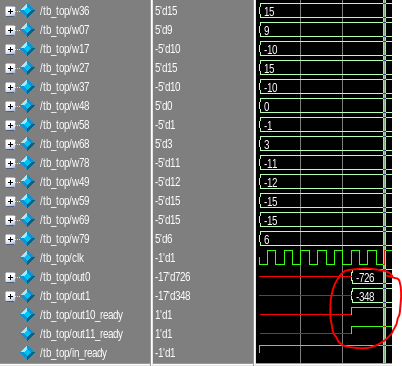 /tb_top/w36 5'd15 15
/tb_top/w07 5'd9 9
/tb_top/w17 -5'd10 -10
/tb_top/w27 5'd15 15
/tb_top/w37 -5'd10 -10
/tb_top/w48 5'd0 0
/tb_top/w58 -5'd1 -1
/tb_top/w68 5'd3 3
/tb_top/w78 -5'd11 -11
/tb_top/w49 -5'd12 -12
/tb_top/w59 -5'd15 -15
/tb_top/w69 -5'd15 -15
/tb_top/w79 5'd6 6
/tb_top/clk -1'd1
/tb_top/out0 -17'd726 -726
/tb_top/out1 -17'd348 -348
/tb_top/out10_ready 1'd1
/tb_top/out11_ready 1'd1
/tb_top/in_ready -1'd1